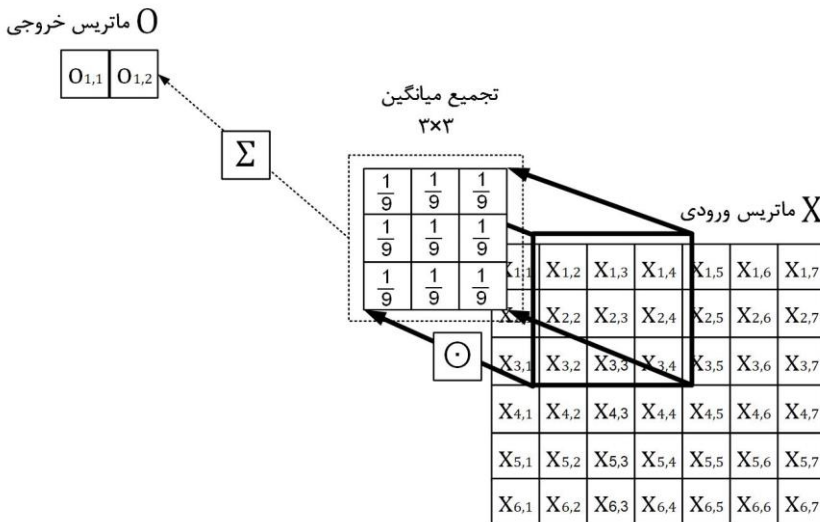 O ماتریس خروجی
O1,1 O1,2
Σ
تجمیع میانگین
۳×۳
1/9 1/9 1/9
1/9 1/9 1/9
1/9 1/9 1/9
⊙
X ماتریس ورودی
X1,1 X1,2 X1,3 X1,4 X1,5 X1,6 X1,7
X2,2 X2,3 X2,4 X2,5 X2,6 X2,7
X3,1 X3,2 X3,3 X3,4 X3,5 X3,6 X3,7
X4,1 X4,2 X4,3 X4,4 X4,5 X4,6 X4,7
X5,1 X5,2 X5,3 X5,4 X5,5 X5,6 X5,7
X6,1 X6,2 X6,3 X6,4 X6,5 X6,6 X6,7